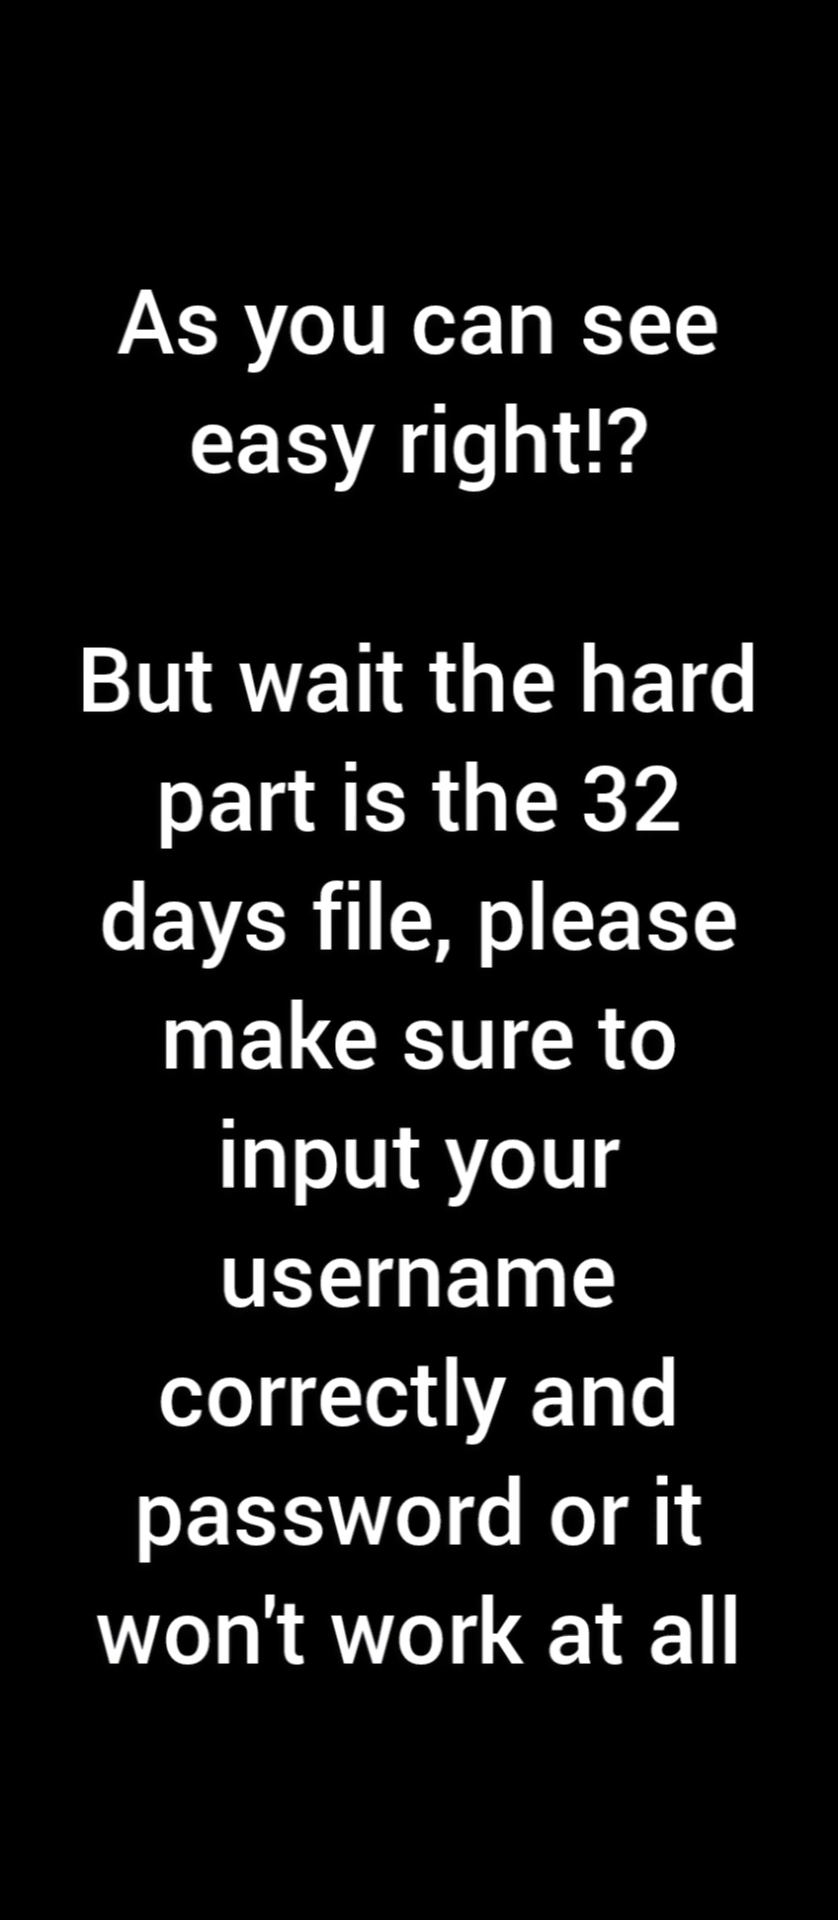 As you can see
easy right!?
But wait the hard
part is the 32
days file, please
make sure to
input your
username
correctly and
password or it
won't work at all